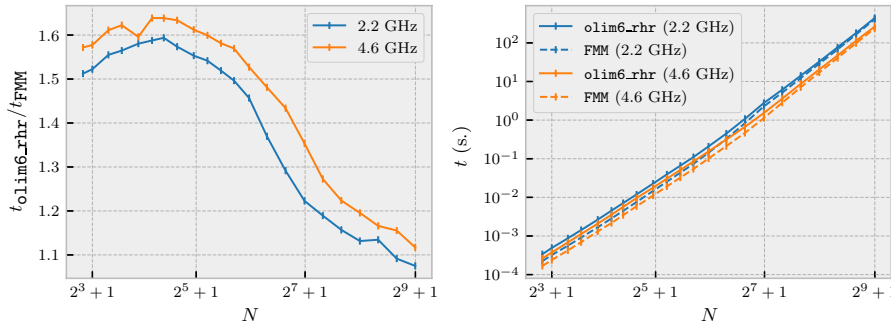 t_olim6_rhr/t_FMM
1.6
1.5
1.4
1.3
1.2
1.1
2^3 + 1
2^5 + 1
2^7 + 1
2^9 + 1
N
2.2 GHz
4.6 GHz
t (s.)
10^2
10^1
10^0
10^−1
10^−2
10^−3
10^−4
2^3 + 1
2^5 + 1
2^7 + 1
2^9 + 1
N
olim6_rhr (2.2 GHz)
FMM (2.2 GHz)
olim6_rhr (4.6 GHz)
FMM (4.6 GHz)